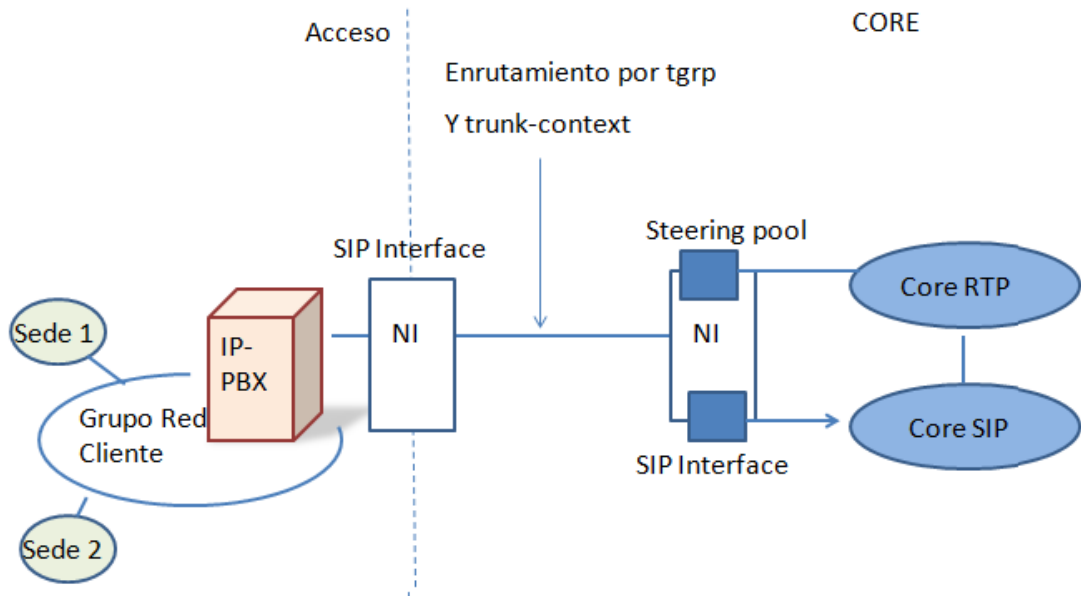 Acceso
CORE
Enrutamiento por tgrp
Y trunk-context
Steering pool
SIP Interface
Core RTP
Sede 1
IP-
PBX
NI
NI
Grupo Red
Cliente
Core SIP
SIP Interface
Sede 2